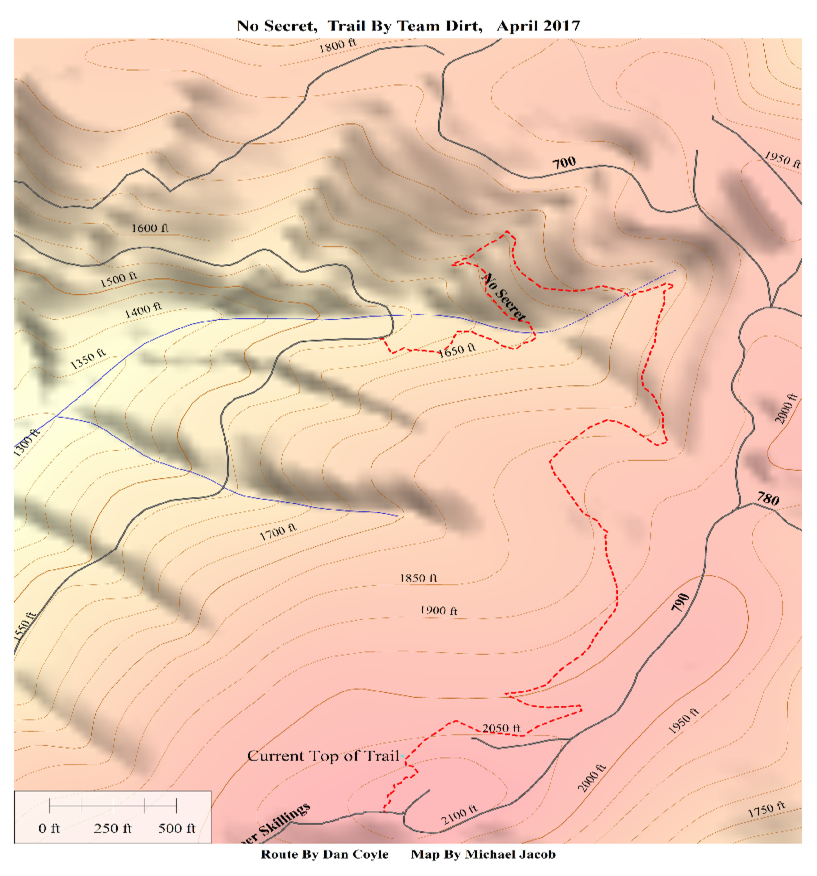 No Secret, Trail By Team Dirt, April 2017
1800 ft
700
1950 ft
1600 ft
1500 ft
No Secret
1400 ft
1650 ft
1350 ft
2000 ft
1300 ft
780
1700 ft
1850 ft
790
1900 ft
1550 ft
2050 ft
1950 ft
Current Top of Trail
2000 ft
2100 ft
1750 ft
er Skillings
0 ft 250 ft 500 ft
Route By Dan Coyle Map By Michael Jacob